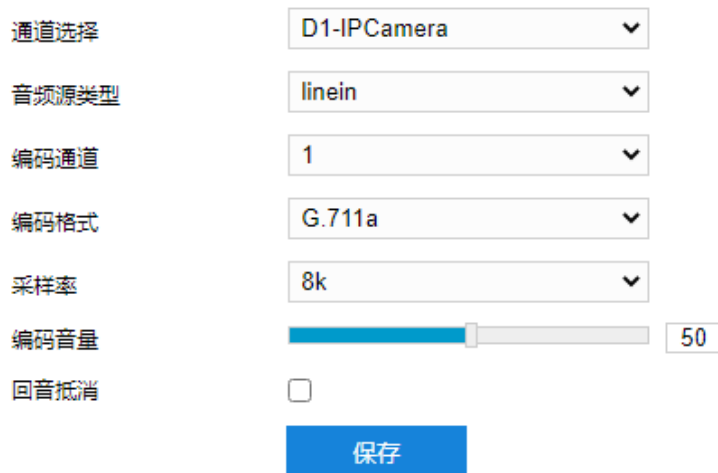 通道选择 D1-IPCamera
音频源类型 linein
编码通道 1
编码格式 G.711a
采样率 8k
编码音量 50
回音抵消
保存